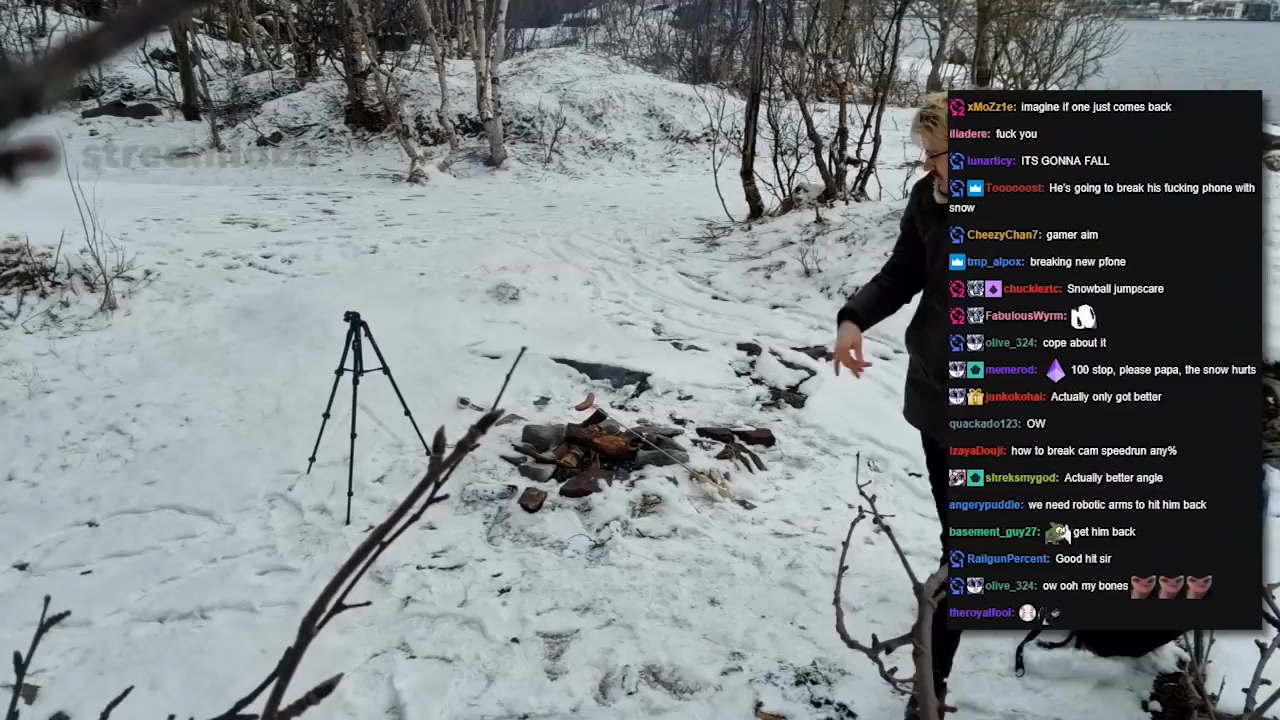 streamlabs
xMoZz1e: imagine if one just comes back
iliadere: fuck you
lunarticy: ITS GONNA FALL
Toooooost: He's going to break his fucking phone with
snow
CheezyChan7: gamer aim
tmp_alpox: breaking new pfone
chuckleztc: Snowball jumpscare
FabulousWyrm:
olive_324: cope about it
memerod: 100 stop, please papa, the snow hurts
junkokohai: Actually only got better
quackado123: OW
IzayaDouji: how to break cam speedrun any%
shreksmygod: Actually better angle
angerypuddle: we need robotic arms to hit him back
basement_guy27: get him back
RailgunPercent: Good hit sir
olive_324: ow ooh my bones
theroyalfool: